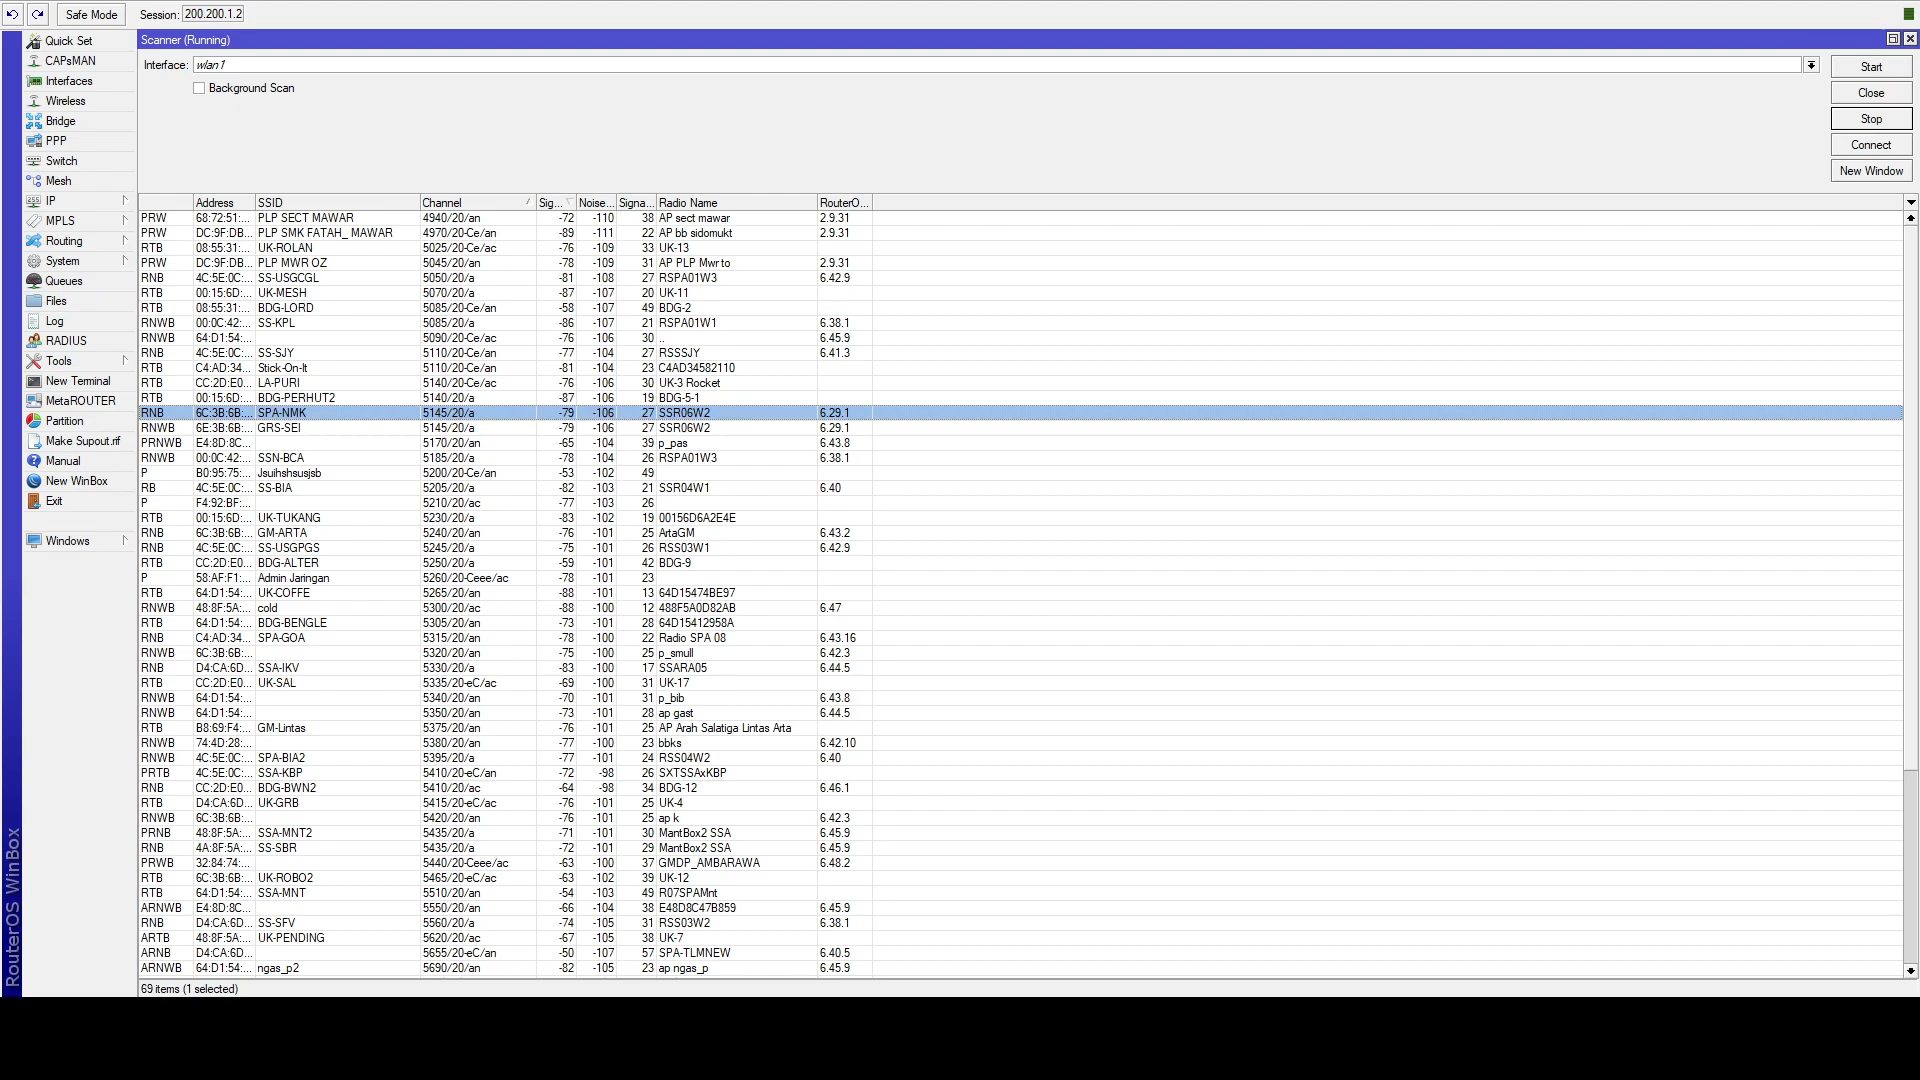 Safe Mode Session: 200.200.1.2
Quick Set
CAPsMAN
Interfaces
Wireless
Bridge
PPP
Switch
Mesh
IP
MPLS
Routing
System
Queues
Files
Log
RADIUS
Tools
New Terminal
MetaROUTER
Partition
Make Supout.rif
Manual
New WinBox
Exit
Windows
RouterOS WinBox
Scanner (Running)
Interface: wlan1
Background Scan
Start
Close
Stop
Connect
New Window
Address SSID Channel Sig... Noise... Signa... Radio Name RouterO...
PRW 68:72:51:... PLP SECT MAWAR 4940/20/an -72 -110 38 AP sect mawar 2.9.31
PRW DC:9F:DB... PLP SMK FATAH_ MAWAR 4970/20-Ce/an -89 -111 22 AP bb sidomukt 2.9.31
RTB 08:55:31:... UK-ROLAN 5025/20-Ce/ac -76 -109 33 UK-13
PRW DC:9F:DB... PLP MWR OZ 5045/20/an -78 -109 31 AP PLP Mwr to 2.9.31
RNB 4C:5E:0C:... SS-USGCGL 5050/20/a -81 -108 27 RSPA01W3 6.42.9
RTB 00:15:6D:... UK-MESH 5070/20/a -87 -107 20 UK-11
RTB 08:55:31:... BDG-LORD 5085/20-Ce/an -58 -107 49 BDG-2
RNWB 00:0C:42:... SS-KPL 5085/20/a -86 -107 21 RSPA01W1 6.38.1
RNWB 64:D1:54:... 5090/20-Ce/ac -76 -106 30 .. 6.45.9
RNB 4C:5E:0C:... SS-SJY 5110/20-Ce/an -77 -104 27 RSSSJY 6.41.3
RTB C4:AD:34... Stick-On-It 5110/20-Ce/an -81 -104 23 C4AD34582110
RTB CC:2D:E0... LA-PURI 5140/20-Ce/ac -76 -106 30 UK-3 Rocket
RTB 00:15:6D:... BDG-PERHUT2 5140/20/a -87 -106 19 BDG-5-1
RNB 6C:3B:6B:... SPA-NMK 5145/20/a -79 -106 27 SSR06W2 6.29.1
RNWB 6E:3B:6B:... GRS-SEI 5145/20/a -79 -106 27 SSR06W2 6.29.1
PRNWB E4:8D:8C... 5170/20/an -65 -104 39 p_pas 6.43.8
RNWB 00:0C:42:... SSN-BCA 5185/20/a -78 -104 26 RSPA01W3 6.38.1
P B0:95:75:... Jsuihshsusjsb 5200/20-Ce/an -53 -102 49
RB 4C:5E:0C:... SS-BIA 5205/20/a -82 -103 21 SSR04W1 6.40
P F4:92:BF:... 5210/20/ac -77 -103 26
RTB 00:15:6D:... UK-TUKANG 5230/20/a -83 -102 19 00156D6A2E4E
RNB 6C:3B:6B:... GM-ARTA 5240/20/an -76 -101 25 ArtaGM 6.43.2
RNB 4C:5E:0C:... SS-USGPGS 5245/20/a -75 -101 26 RSS03W1 6.42.9
RTB CC:2D:E0... BDG-ALTER 5250/20/a -59 -101 42 BDG-9
P 58:AF:F1:... Admin Jaringan 5260/20-Ceee/ac -78 -101 23
RTB 64:D1:54:... UK-COFFE 5265/20/an -88 -101 13 64D15474BE97
RNWB 48:8F:5A:... cold 5300/20/ac -88 -100 12 488F5A0D82AB 6.47
RTB 64:D1:54:... BDG-BENGLE 5305/20/an -73 -101 28 64D15412958A
RNB C4:AD:34... SPA-GOA 5315/20/an -78 -100 22 Radio SPA 08 6.43.16
RNWB 6C:3B:6B:... 5320/20/an -75 -100 25 p_smull 6.42.3
RNB D4:CA:6D... SSA-IKV 5330/20/a -83 -100 17 SSARA05 6.44.5
RTB CC:2D:E0... UK-SAL 5335/20-eC/ac -69 -100 31 UK-17
RNWB 64:D1:54:... 5340/20/an -70 -101 31 p_bib 6.43.8
RNWB 64:D1:54:... 5350/20/an -73 -101 28 ap gast 6.44.5
RTB B8:69:F4:... GM-Lintas 5375/20/an -76 -101 25 AP Arah Salatiga Lintas Arta
RNWB 74:4D:28:... 5380/20/an -77 -100 23 bbks 6.42.10
RNWB 4C:5E:0C:... SPA-BIA2 5395/20/a -77 -101 24 RSS04W2 6.40
PRTB 4C:5E:0C:... SSA-KBP 5410/20-eC/an -72 -98 26 SXTSSAxKBP
RNB CC:2D:E0... BDG-BWN2 5410/20/ac -64 -98 34 BDG-12 6.46.1
RTB D4:CA:6D... UK-GRB 5415/20-eC/ac -76 -101 25 UK-4
RNWB 6C:3B:6B:... 5420/20/an -76 -101 25 ap k 6.42.3
PRNB 48:8F:5A:... SSA-MNT2 5435/20/a -71 -101 30 MantBox2 SSA 6.45.9
RNB 4A:8F:5A:... SS-SBR 5435/20/a -72 -101 29 MantBox2 SSA 6.45.9
PRWB 32:84:74:... 5440/20-Ceee/ac -63 -100 37 GMDP_AMBARAWA 6.48.2
RTB 6C:3B:6B:... UK-ROBO2 5465/20-eC/ac -63 -102 39 UK-12
RTB 64:D1:54:... SSA-MNT 5510/20/an -54 -103 49 R07SPAMnt
ARNWB E4:8D:8C... 5550/20/an -66 -104 38 E48D8C47B859 6.45.9
RNB D4:CA:6D... SS-SFV 5560/20/a -74 -105 31 RSS03W2 6.38.1
ARTB 48:8F:5A:... UK-PENDING 5620/20/ac -67 -105 38 UK-7
ARNB D4:CA:6D... 5655/20-eC/an -50 -107 57 SPA-TLMNEW 6.40.5
ARNWB 64:D1:54:... ngas_p2 5690/20/an -82 -105 23 ap ngas_p 6.45.9
69 items (1 selected)